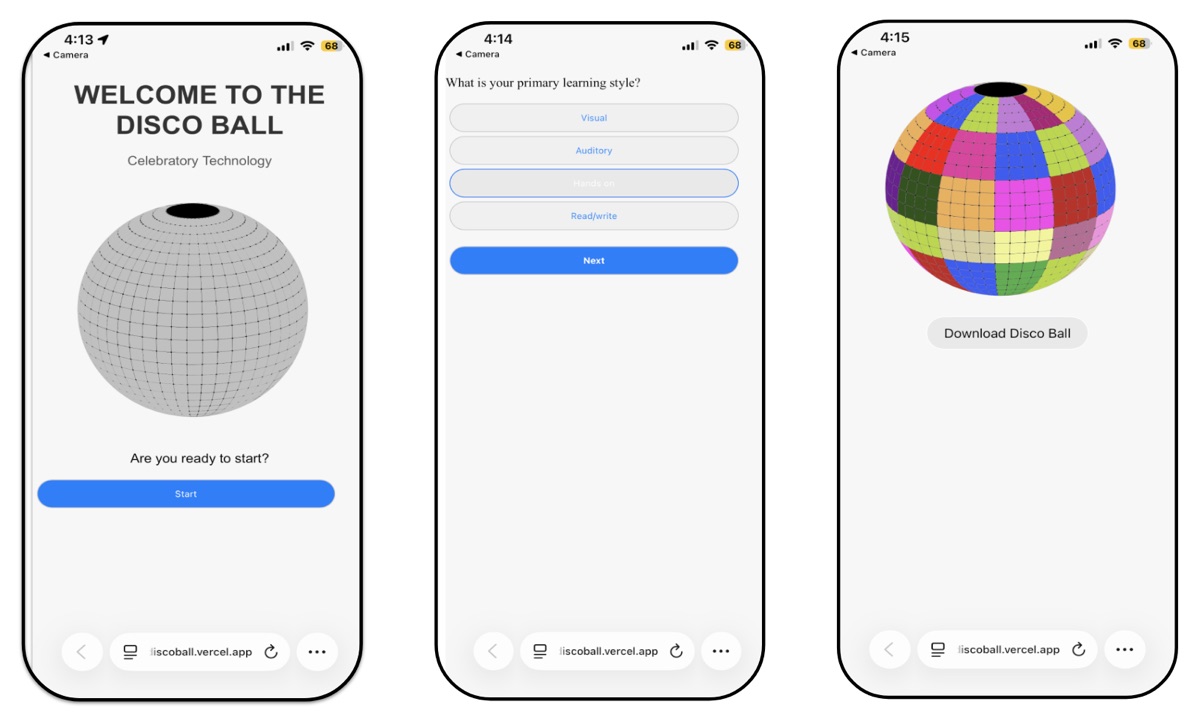 4:13
68
◀ Camera
WELCOME TO THE
DISCO BALL
Celebratory Technology
Are you ready to start?
Start
iscoball.vercel.app
4:14
68
◀ Camera
What is your primary learning style?
Visual
Auditory
Hands on
Read/write
Next
iscoball.vercel.app
4:15
68
◀ Camera
Download Disco Ball
iscoball.vercel.app